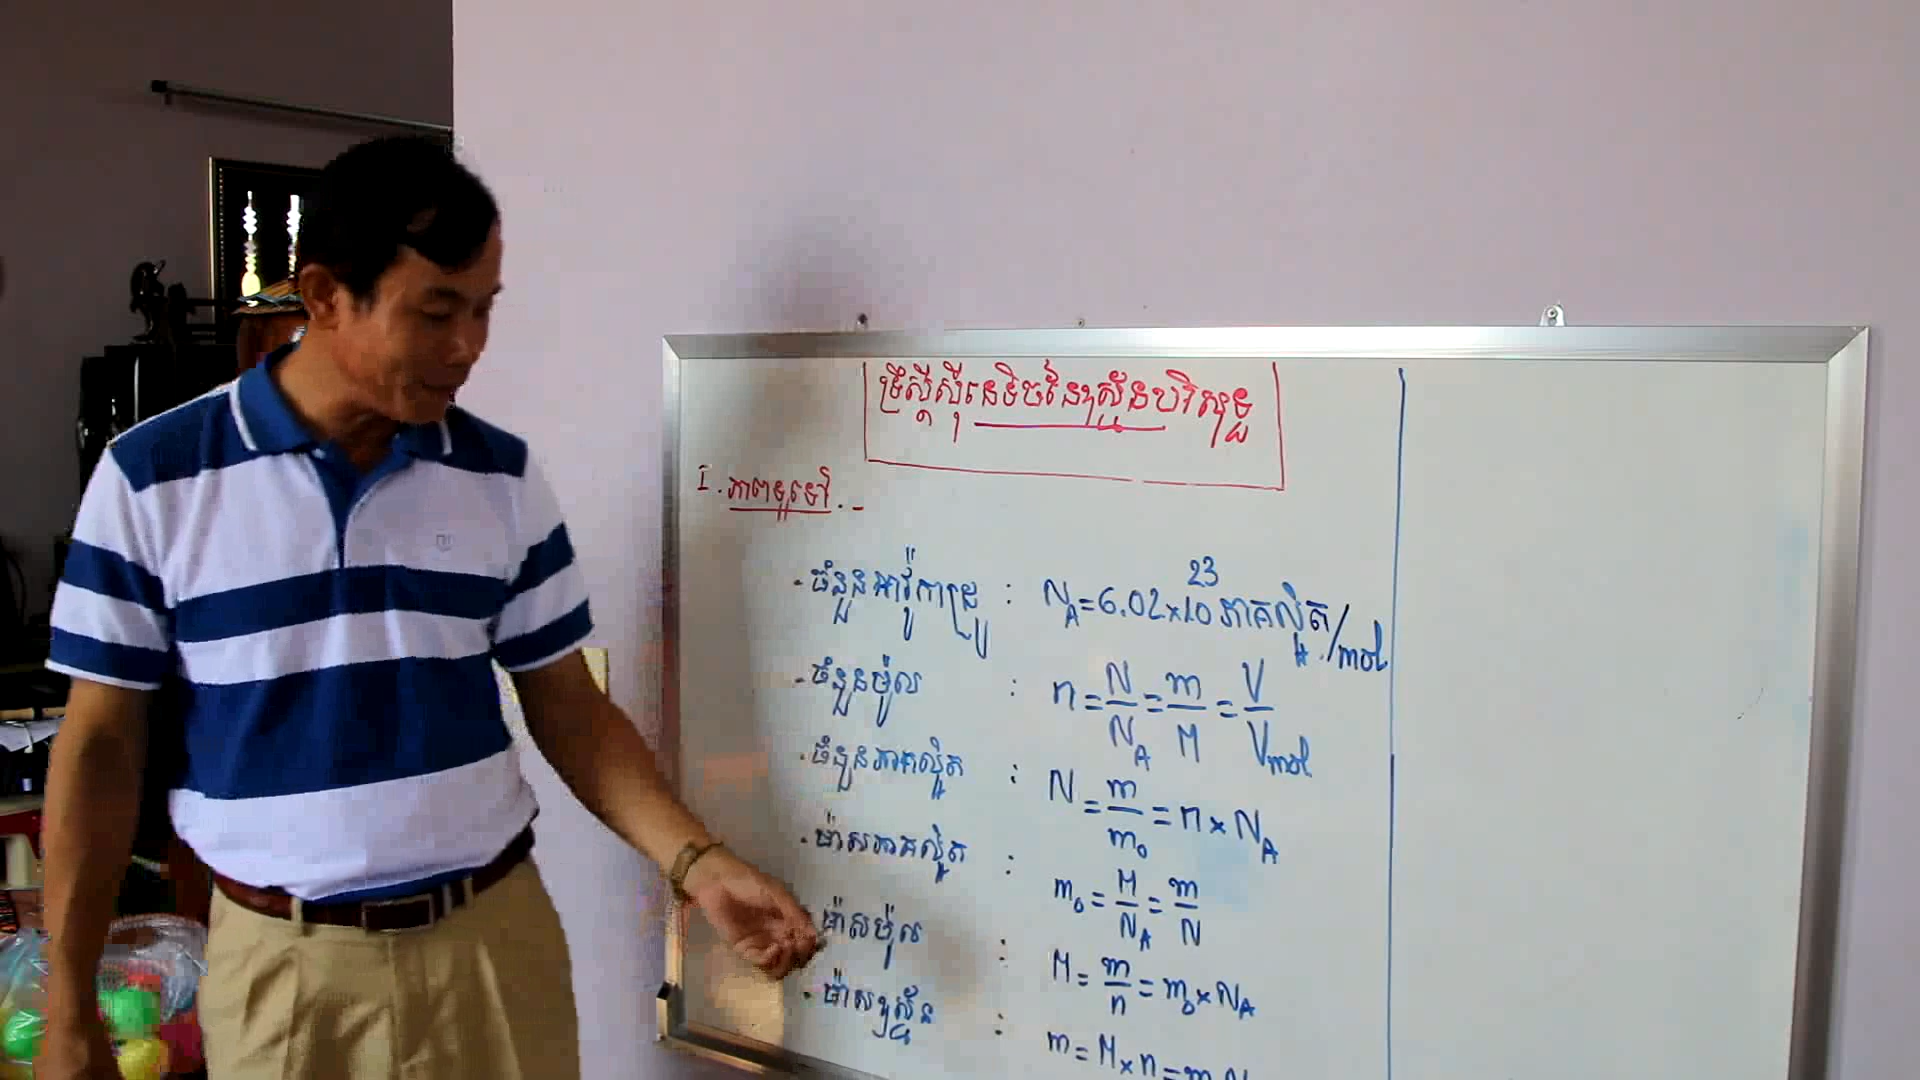 ទ្រឹស្តីស៊ីនេទិចនៃឧស្ម័នបរិសុទ្ធ
I. ភាពទូទៅ. _
. ចំនួនអាវ៉ូកាដ្រូ : N_A = 6.02×10^23 ភាគល្អិត/mol
. ចំនួនម៉ូល : n = N/N_A = m/M = V/V_mol
. ចំនួនភាគល្អិត : N = m/m₀ = n × N_A
. ម៉ាសភាគល្អិត : m₀ = M/N_A = m/N
. ម៉ាសម៉ូល : M = m/n = m₀ × N_A
. ម៉ាសឧស្ម័ន : m = M × n =